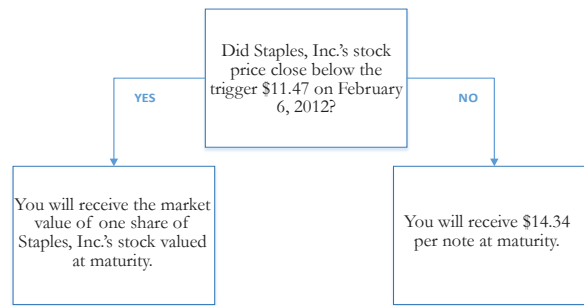 Did Staples, Inc.'s stock
price close below the
trigger $11.47 on February
6, 2012?
YES
NO
You will receive the market
value of one share of
Staples, Inc.'s stock valued
at maturity.
You will receive $14.34
per note at maturity.